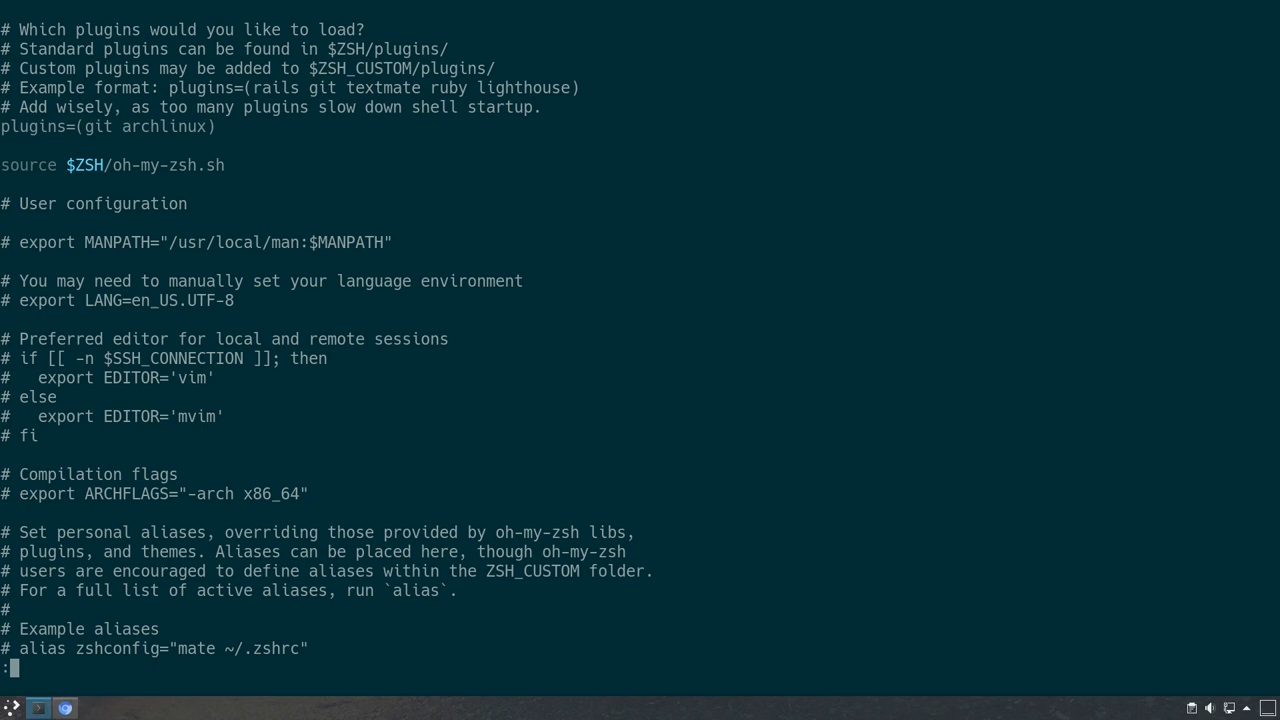 # Which plugins would you like to load?
# Standard plugins can be found in $ZSH/plugins/
# Custom plugins may be added to $ZSH_CUSTOM/plugins/
# Example format: plugins=(rails git textmate ruby lighthouse)
# Add wisely, as too many plugins slow down shell startup.
plugins=(git archlinux)
source $ZSH/oh-my-zsh.sh
# User configuration
# export MANPATH="/usr/local/man:$MANPATH"
# You may need to manually set your language environment
# export LANG=en_US.UTF-8
# Preferred editor for local and remote sessions
# if [[ -n $SSH_CONNECTION ]]; then
#   export EDITOR='vim'
# else
#   export EDITOR='mvim'
# fi
# Compilation flags
# export ARCHFLAGS="-arch x86_64"
# Set personal aliases, overriding those provided by oh-my-zsh libs,
# plugins, and themes. Aliases can be placed here, though oh-my-zsh
# users are encouraged to define aliases within the ZSH_CUSTOM folder.
# For a full list of active aliases, run `alias`.
#
# Example aliases
# alias zshconfig="mate ~/.zshrc"
: